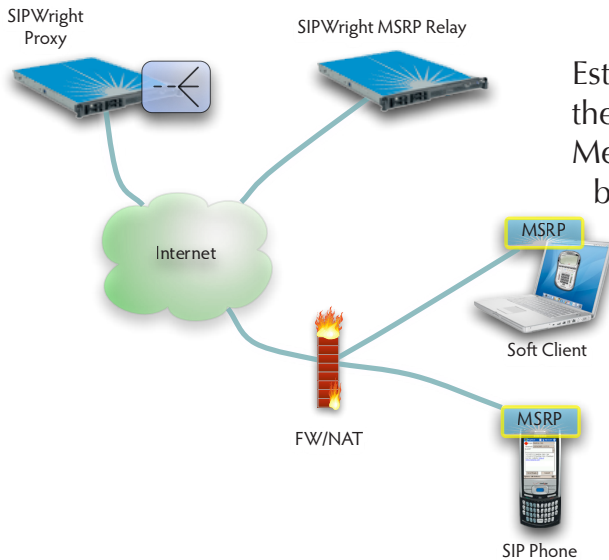 SIPWright
Proxy
SIPWright MSRP Relay
Est
the
Me
b
Internet
MSRP
Soft Client
FW/NAT
MSRP
SIP Phone